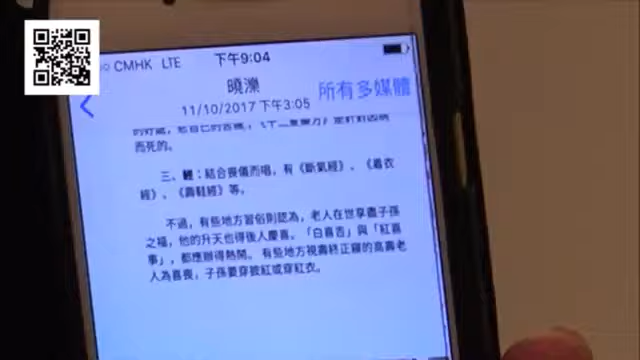 CMHK LTE 下午9:04
曉濼 所有多媒體
11/10/2017 下午3:05
而死的。
三、經：結合喪儀而唱，有《斷氣經》、《着衣
經》、《壽鞋經》等。
不過，有些地方習俗則認為，老人在世享盡子孫
之福，他的升天也得後人慶喜。「白喜吿」與「紅喜
事」，都應辦得熱鬧。有些地方視壽終正寢的高壽老
人為喜喪，子孫要穿披紅或穿紅衣。